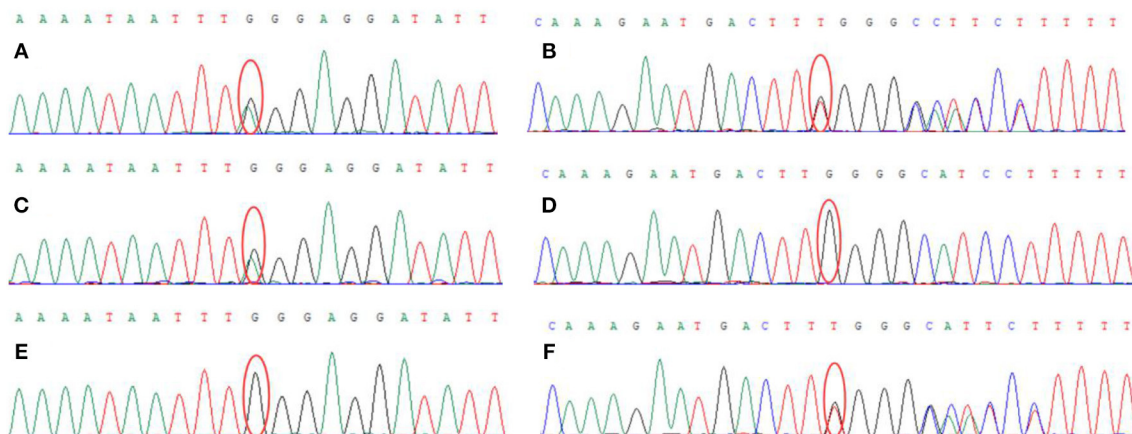 A A A A T A A T T T G G G A G G A T A T T
A
C A A A G A A T G A C T T T G G G C C T T C T T T T T
B
A A A A T A A T T T G G G A G G A T A T T
C
C A A A G A A T G A C T T G G G G C A T C C T T T T T
D
A A A A T A A T T T G G G A G G A T A T T
E
C A A A G A A T G A C T T T G G G C A T T C T T T T T
F